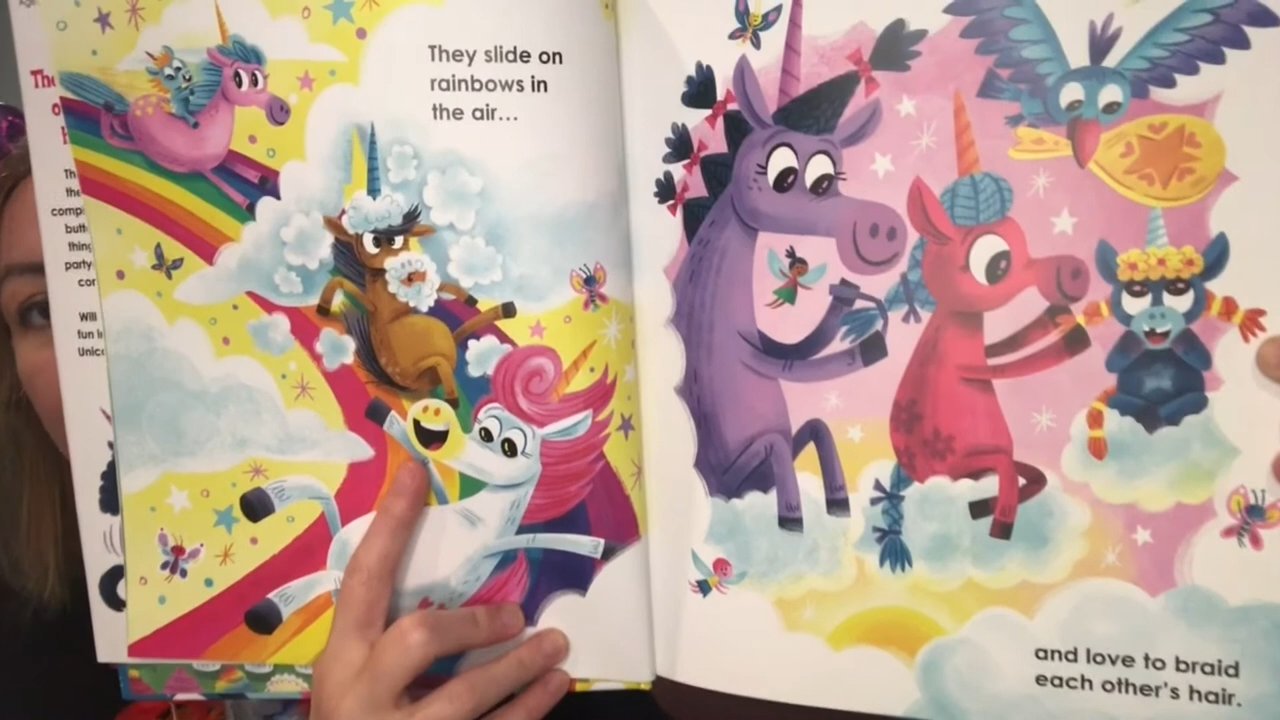 They slide on
rainbows in
the air...
and love to braid
each other's hair.